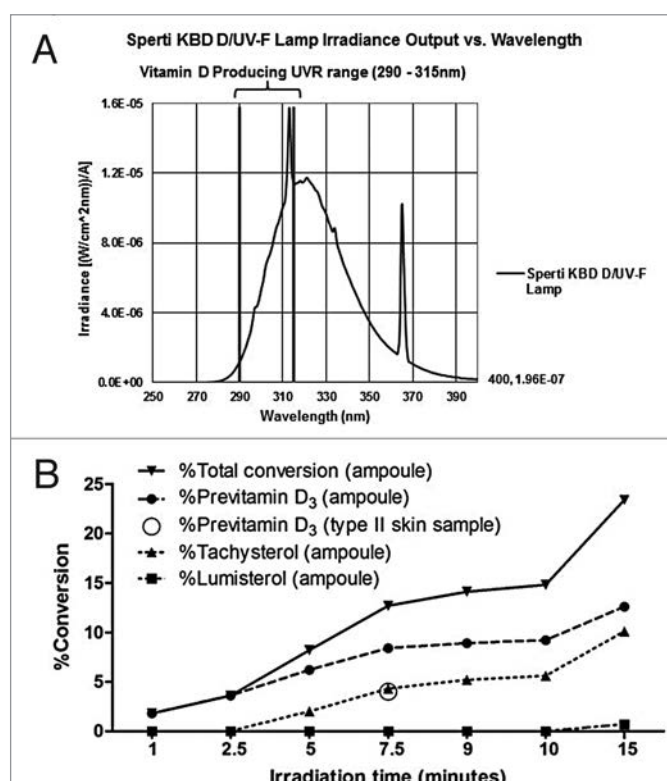 A
Sperti KBD D/UV-F Lamp Irradiance Output vs. Wavelength
Vitamin D Producing UVR range (290 - 315nm)
Irradiance [(W/cm^2nm))/A]
1.6E-05
1.2E-05
8.0E-06
4.0E-06
0.0E+00
250 270 290 310 330 350 370 390
Wavelength (nm)
Sperti KBD D/UV-F
Lamp
400, 1.96E-07
B
%Total conversion (ampoule)
%Previtamin D3 (ampoule)
%Previtamin D3 (type II skin sample)
%Tachysterol (ampoule)
%Lumisterol (ampoule)
%Conversion
25
20
15
10
5
0
1 2.5 5 7.5 9 10 15
Irradiation time (minutes)